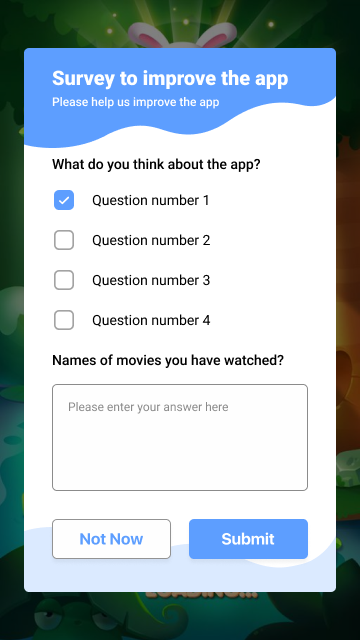 Survey to improve the app
Please help us improve the app
What do you think about the app?
Question number 1
Question number 2
Question number 3
Question number 4
Names of movies you have watched?
Please enter your answer here
Not Now
Submit
LOADING...